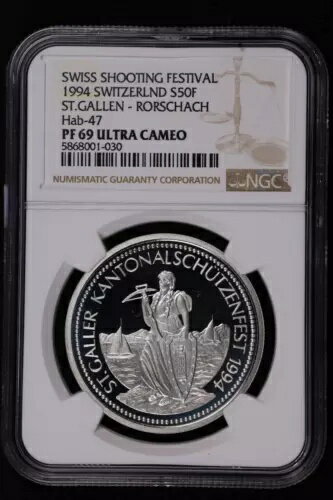 SWISS SHOOTING FESTIVAL
1994 SWITZERLND S50F
ST.GALLEN - RORSCHACH
Hab-47
PF 69 ULTRA CAMEO
5868001-030
NUMISMATIC GUARANTY CORPORATION
NGC
ST.GALLER KANTONALSCHÜTZENFEST 1994